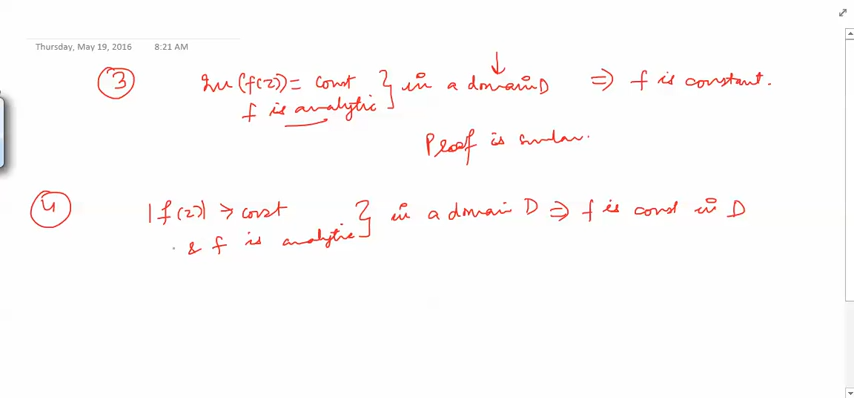 Thursday, May 19, 2016 8:21 AM
③ Im (f(z)) = const } in a domain D ⇒ f is constant.
f is analytic
Proof is similar.
④ |f(z)| = const } in a domain D ⇒ f is const in D
& f is analytic